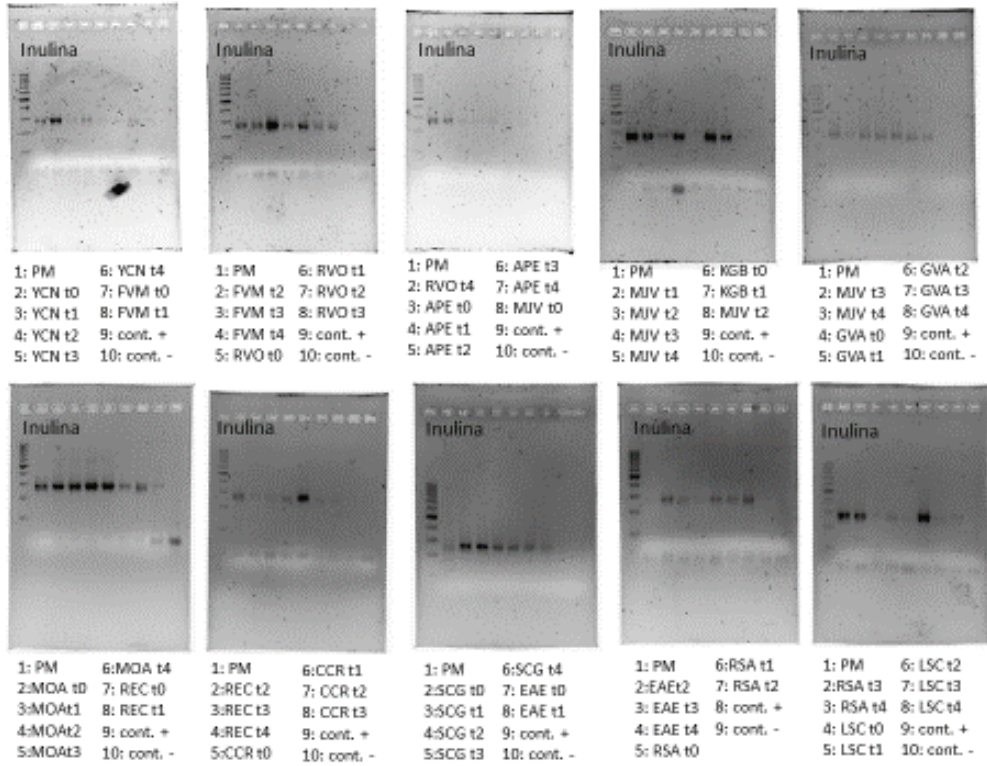 Inulina
1: PM 6: YCN t4
2: YCN t0 7: FVM t0
3: YCN t1 8: FVM t1
4: YCN t2 9: cont. +
5: YCN t3 10: cont. -
Inulina
1: PM 6: RVO t1
2: FVM t2 7: RVO t2
3: FVM t3 8: RVO t3
4: FVM t4 9: cont. +
5: RVO t0 10: cont. -
Inulina
1: PM 6: APE t3
2: RVO t4 7: APE t4
3: APE t0 8: MJV t0
4: APE t1 9: cont. +
5: APE t2 10: cont. -
Inulina
1: PM 6: KGB t0
2: MJV t1 7: KGB t1
3: MJV t2 8: MJV t2
4: MJV t3 9: cont. +
5: MJV t4 10: cont. -
Inulina
1: PM 6: GVA t2
2: MJV t3 7: GVA t3
3: MJV t4 8: GVA t4
4: GVA t0 9: cont. +
5: GVA t1 10: cont. -
Inulina
1: PM 6:MOA t4
2:MOA t0 7: REC t0
3:MOAt1 8: REC t1
4:MOAt2 9: cont. +
5:MOAt3 10: cont. -
Inulina
1: PM 6:CCR t1
2:REC t2 7: CCR t2
3:REC t3 8: CCR t3
4:REC t4 9: cont. +
5:CCR t0 10: cont. -
Inulina
1: PM 6:SCG t4
2:SCG t0 7: EAE t0
3:SCG t1 8: EAE t1
4:SCG t2 9: cont. +
5:SCG t3 10: cont. -
Inulina
1: PM 6:RSA t1
2:EAEt2 7: RSA t2
3: EAE t3 8: cont. +
4: EAE t4 9: cont. -
5: RSA t0
Inulina
1: PM 6: LSC t2
2:RSA t3 7: LSC t3
3: RSA t4 8: LSC t4
4: LSC t0 9: cont. +
5: LSC t1 10: cont. -